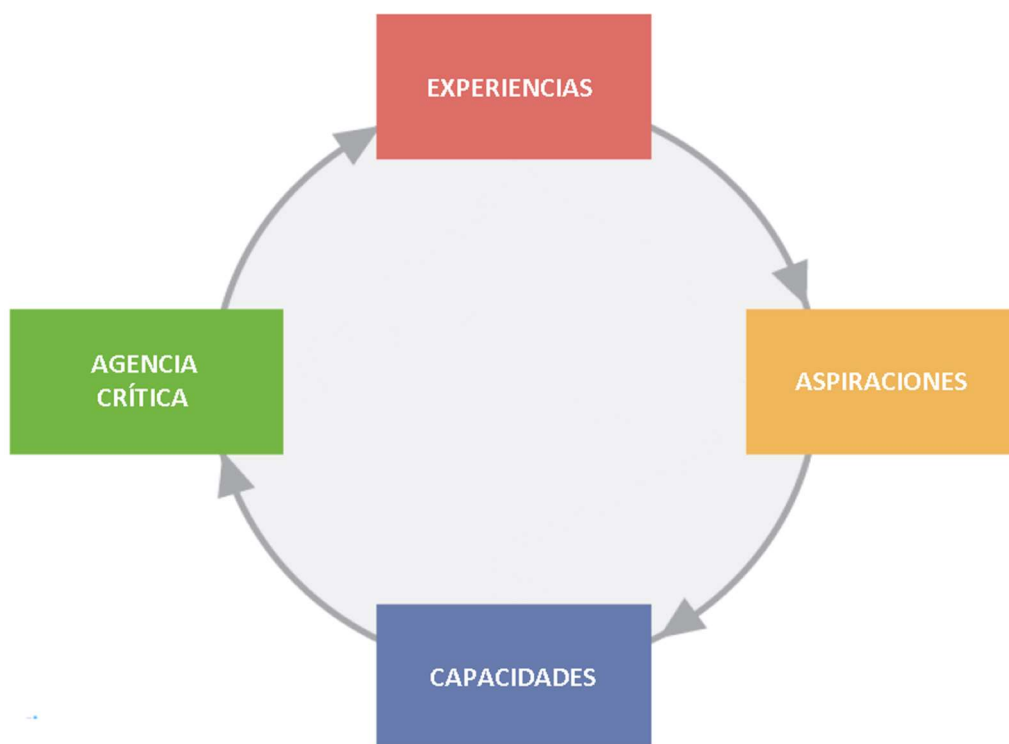 EXPERIENCIAS
ASPIRACIONES
CAPACIDADES
AGENCIA
CRÍTICA